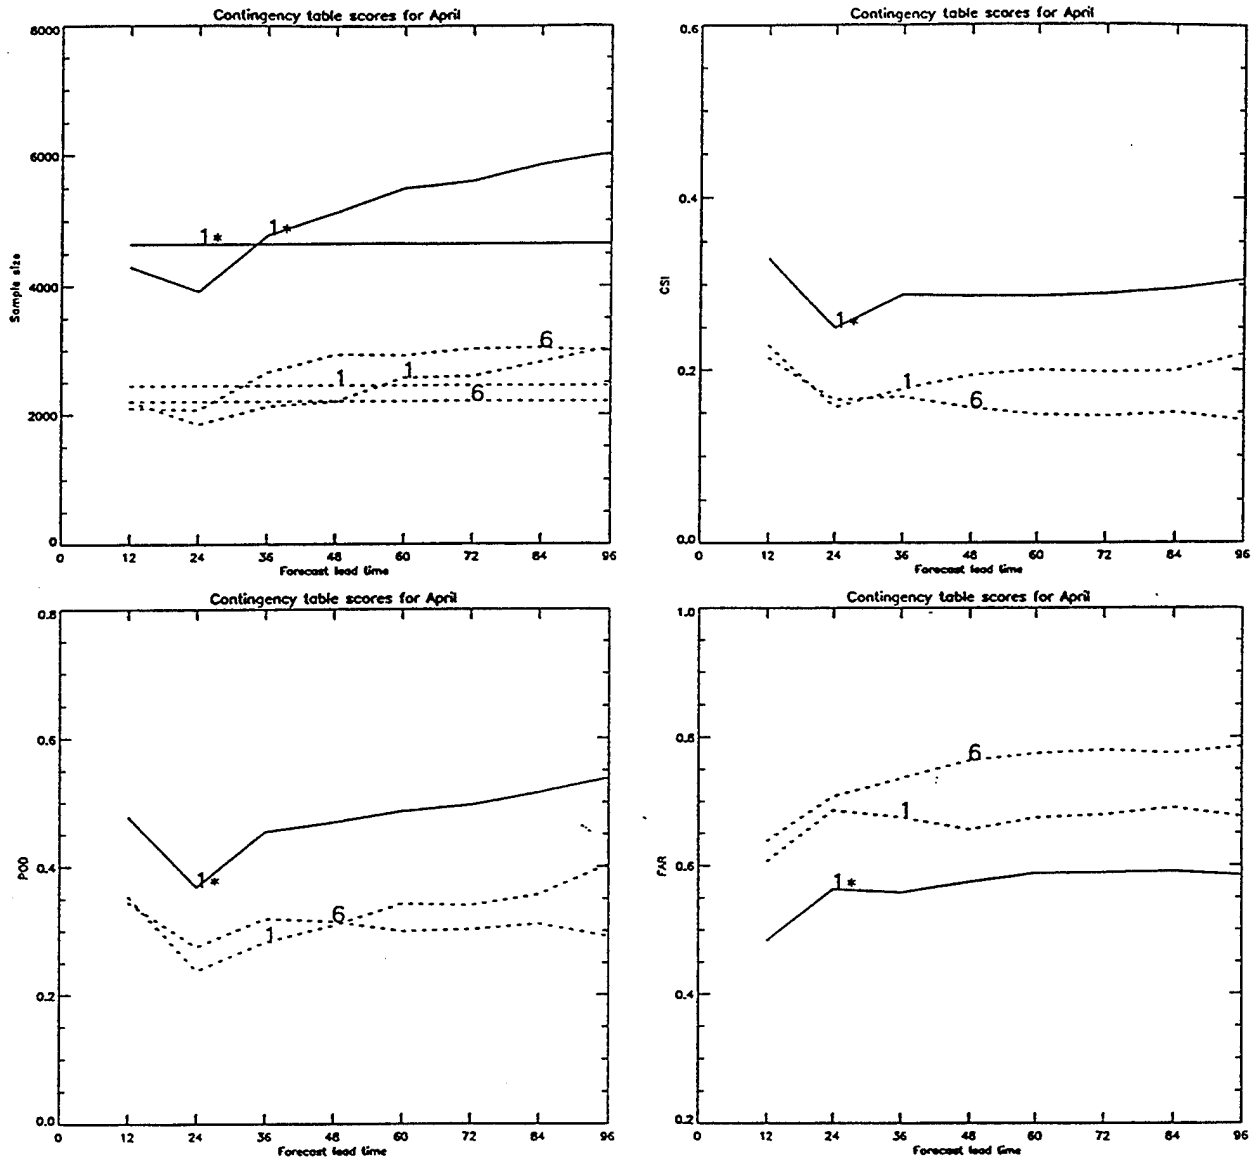 Contingency table scores for April
8000
6000
4000
2000
0
Sample size
1*
1*
6
1
1
6
0 12 24 36 48 60 72 84 96
Forecast lead time
Contingency table scores for April
0.6
0.4
0.2
0.0
CSI
1*
1
6
0 12 24 36 48 60 72 84 96
Forecast lead time
Contingency table scores for April
0.8
0.6
0.4
0.2
0.0
POD
1*
6
1
0 12 24 36 48 60 72 84 96
Forecast lead time
Contingency table scores for April
1.0
0.8
0.6
0.4
0.2
FAR
6
1
1*
0 12 24 36 48 60 72 84 96
Forecast lead time